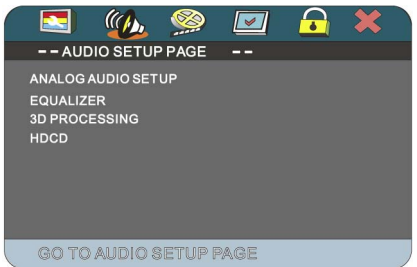 -- AUDIO SETUP PAGE --
ANALOG AUDIO SETUP
EQUALIZER
3D PROCESSING
HDCD
GO TO AUDIO SETUP PAGE